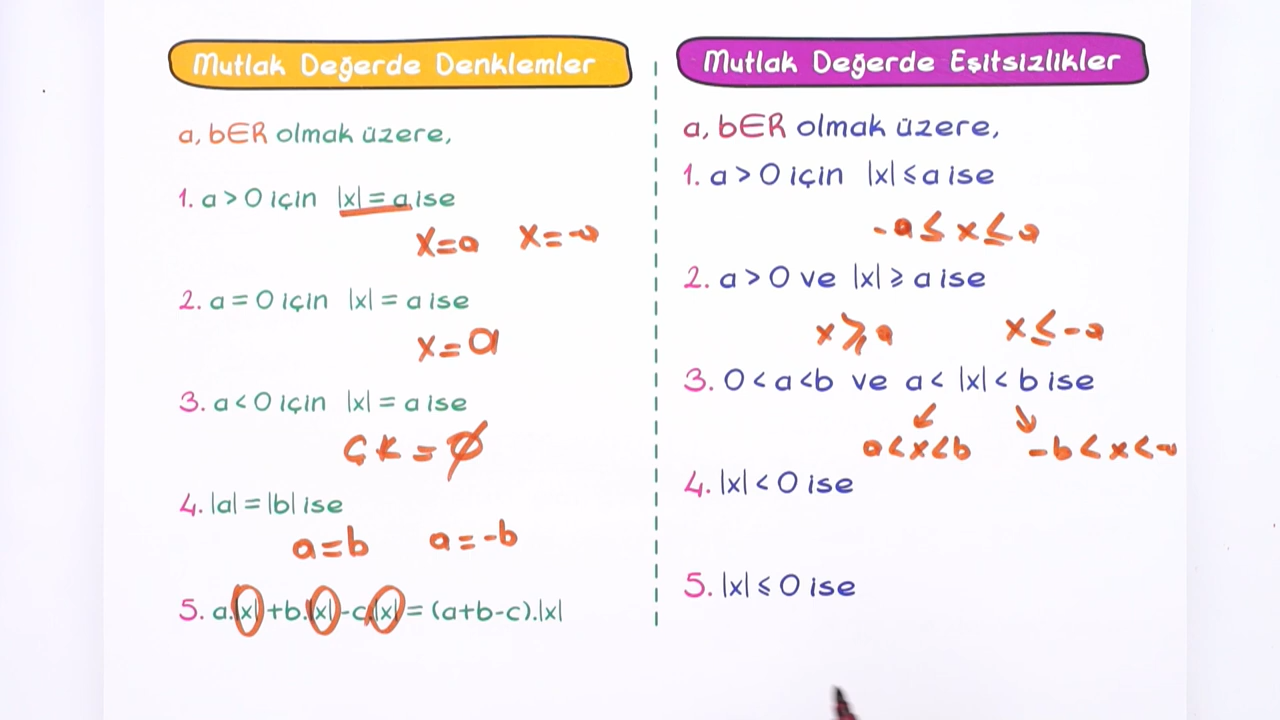 Mutlak Değerde Denklemler
a, b∈R olmak üzere,
1. a > 0 için |x| = a ise
x=a x=-a
2. a = 0 için |x| = a ise
x=a
3. a < 0 için |x| = a ise
ÇK = ∅
4. |a| = |b| ise
a=b a=-b
5. a.|x|+b.|x|-c.|x| = (a+b-c).|x|
Mutlak Değerde Eşitsizlikler
a, b∈R olmak üzere,
1. a > 0 için |x| ⩽ a ise
-a ≤ x ≤ a
2. a > 0 ve |x| ⩾ a ise
x ⩾ a x ≤ -a
3. 0 < a < b ve a < |x| < b ise
a < x < b -b < x < -a
4. |x| < 0 ise
5. |x| ⩽ 0 ise